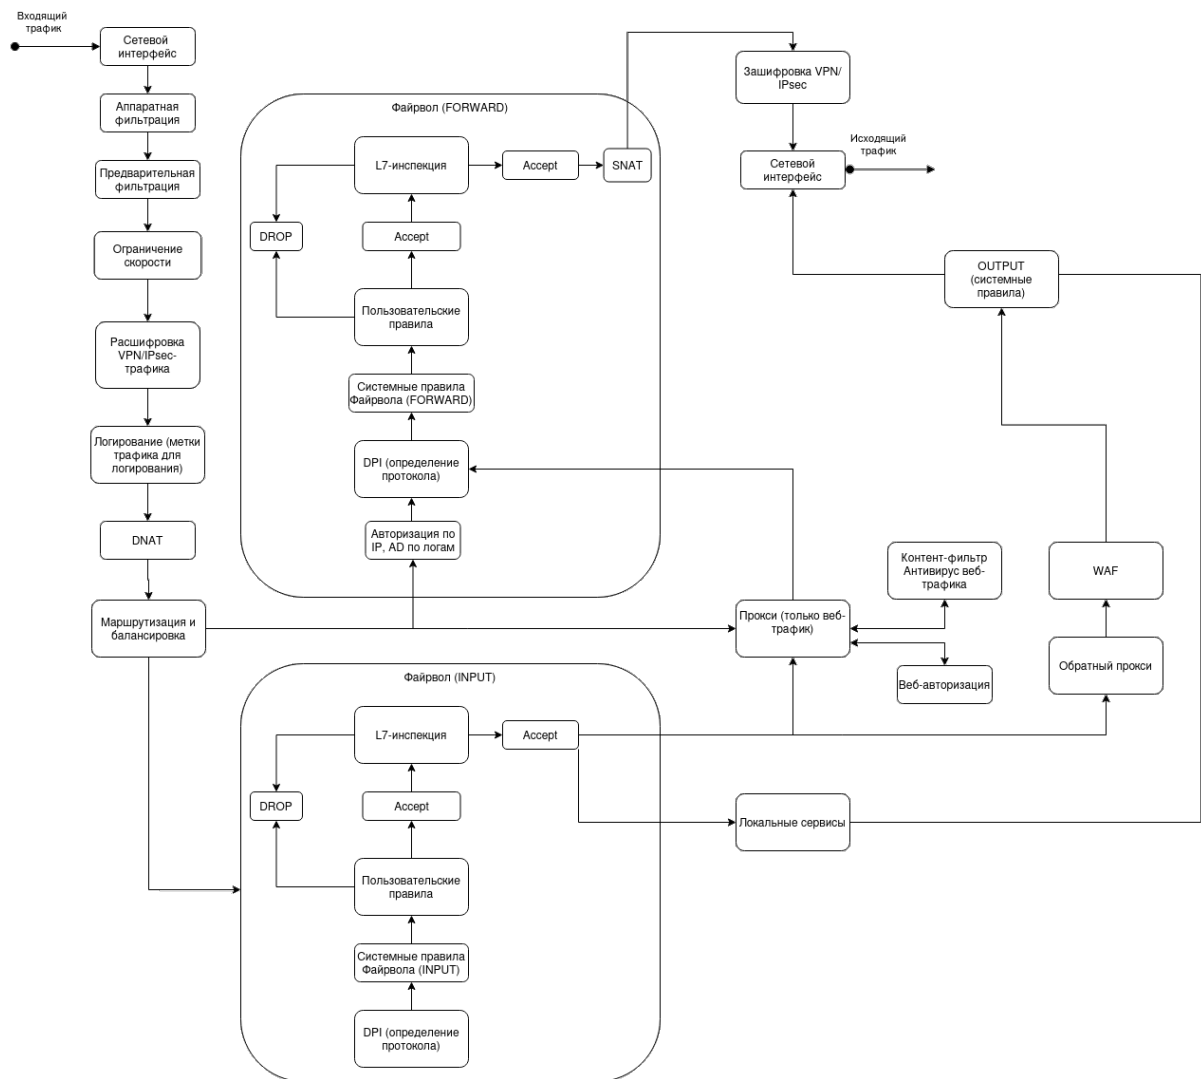 Входящий
трафик
Сетевой
интерфейс
Аппаратная
фильтрация
Предварительная
фильтрация
Ограничение
скорости
Расшифровка
VPN/IPsec-
трафика
Логирование (метки
трафика для
логирования)
DNAT
Маршрутизация и
балансировка
Файрвол (FORWARD)
L7-инспекция
Accept
SNAT
DROP
Accept
Пользовательские
правила
Системные правила
Файрвола (FORWARD)
DPI (определение
протокола)
Авторизация по
IP, AD по логам
Файрвол (INPUT)
L7-инспекция
Accept
DROP
Accept
Пользовательские
правила
Системные правила
Файрвола (INPUT)
DPI (определение
протокола)
Зашифровка VPN/
IPsec
Сетевой
интерфейс
Исходящий
трафик
OUTPUT
(системные
правила)
Контент-фильтр
Антивирус веб-
трафика
WAF
Прокси (только веб-
трафик)
Веб-авторизация
Обратный прокси
Локальные сервисы